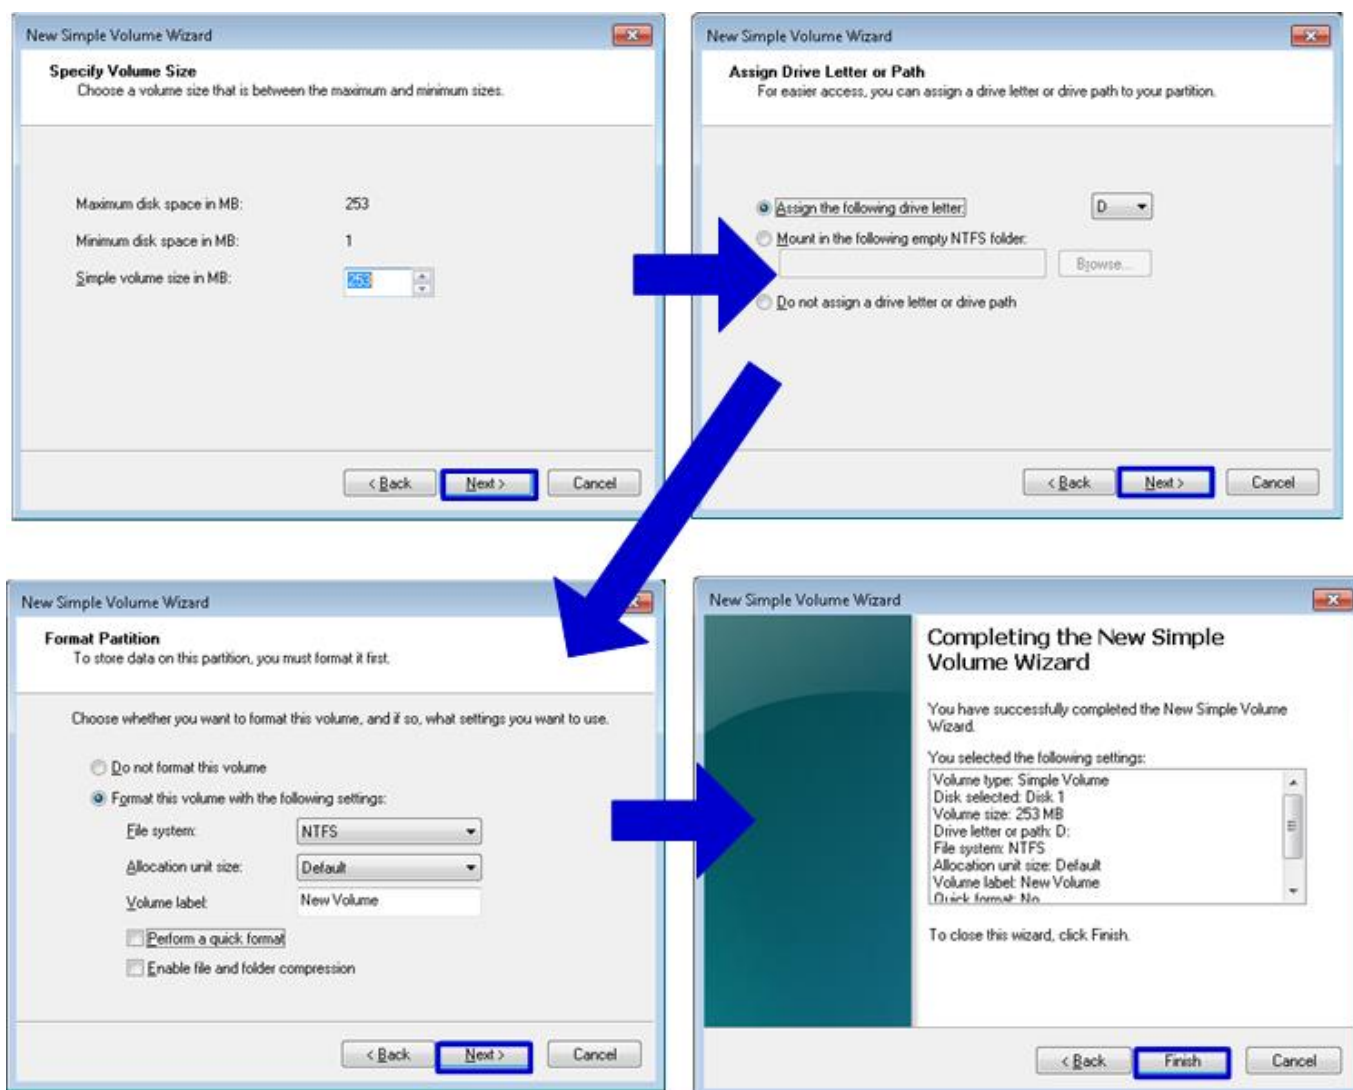 New Simple Volume Wizard
Specify Volume Size
Choose a volume size that is between the maximum and minimum sizes.
Maximum disk space in MB: 253
Minimum disk space in MB: 1
Simple volume size in MB: 253
< Back Next > Cancel
New Simple Volume Wizard
Assign Drive Letter or Path
For easier access, you can assign a drive letter or drive path to your partition.
Assign the following drive letter: D
Mount in the following empty NTFS folder:
Browse...
Do not assign a drive letter or drive path
< Back Next > Cancel
New Simple Volume Wizard
Format Partition
To store data on this partition, you must format it first.
Choose whether you want to format this volume, and if so, what settings you want to use.
Do not format this volume
Format this volume with the following settings:
File system: NTFS
Allocation unit size: Default
Volume label: New Volume
Perform a quick format
Enable file and folder compression
< Back Next > Cancel
New Simple Volume Wizard
Completing the New Simple
Volume Wizard
You have successfully completed the New Simple Volume
Wizard.
You selected the following settings:
Volume type: Simple Volume
Disk selected: Disk 1
Volume size: 253 MB
Drive letter or path: D:
File system: NTFS
Allocation unit size: Default
Volume label: New Volume
Quick format: No
To close this wizard, click Finish.
< Back Finish Cancel